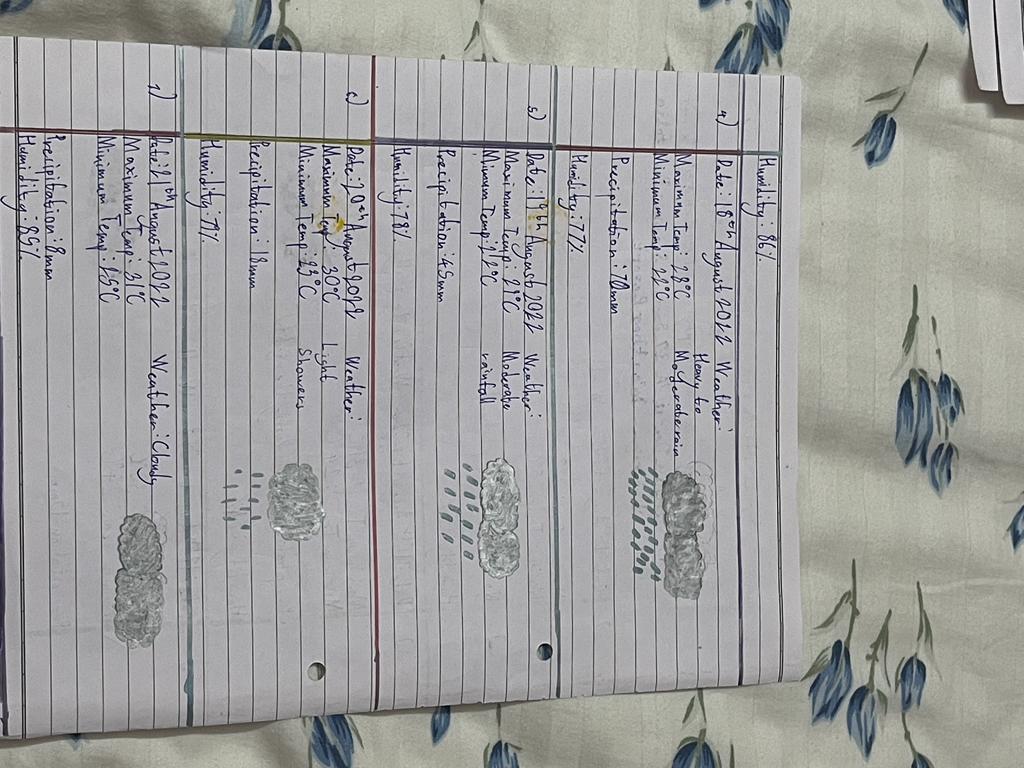 Humidity: 86%
4) Date: 18th August 2022 Weather:
Heavy to
Maximum Temp: 28°C Moderate rain
Minimum Temp: 22°C
Precipitation: 70mm
Humidity: 77%
5) Date: 19th August 2022 Weather:
Maximum Temp: 29°C Moderate
Mimum Temp: 22°C rainfall
Precipitation: 45mm
Humidity: 78%
6) Date: 20th August 2022 Weather:
Maximum Temp: 30°C Light
Minimum Temp: 23°C Showers
Precipitation: 18mm
Humidity: 79%
7) Date: 21th August 2022 Weather: Cloudy
Maximum Temp: 31°C
Minimum Temp: 25°C
Precipitation: 8mm
Humidity: 85%